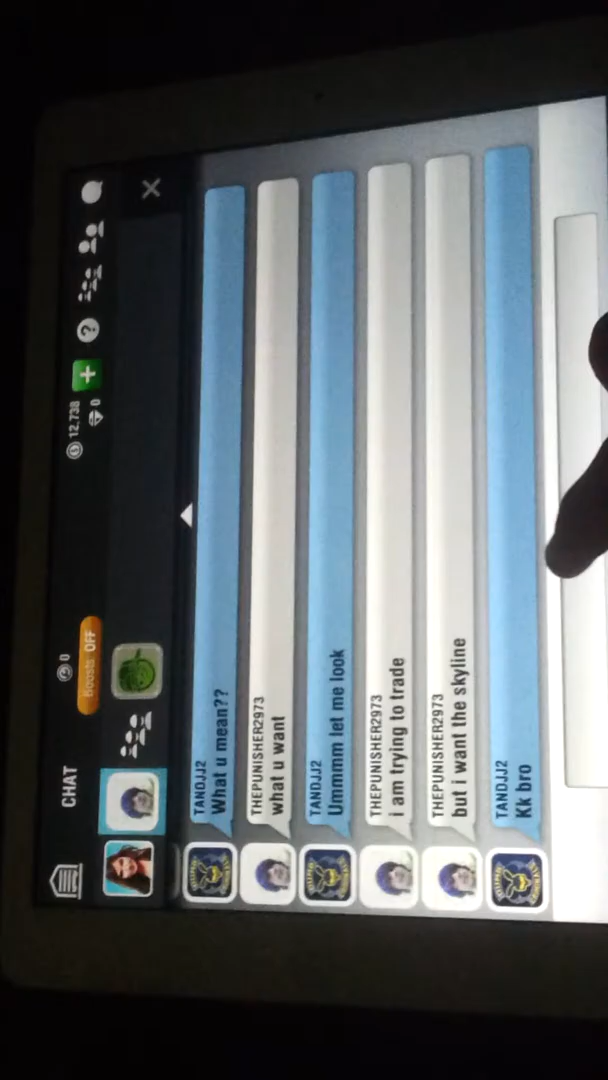 CHAT
0
Boosts OFF
12,738
0
+
?
X
TANDJJ2
What u mean??
THEPUNISHER2973
what u want
TANDJJ2
Ummmm let me look
THEPUNISHER2973
i am trying to trade
THEPUNISHER2973
but i want the skyline
TANDJJ2
Kk bro